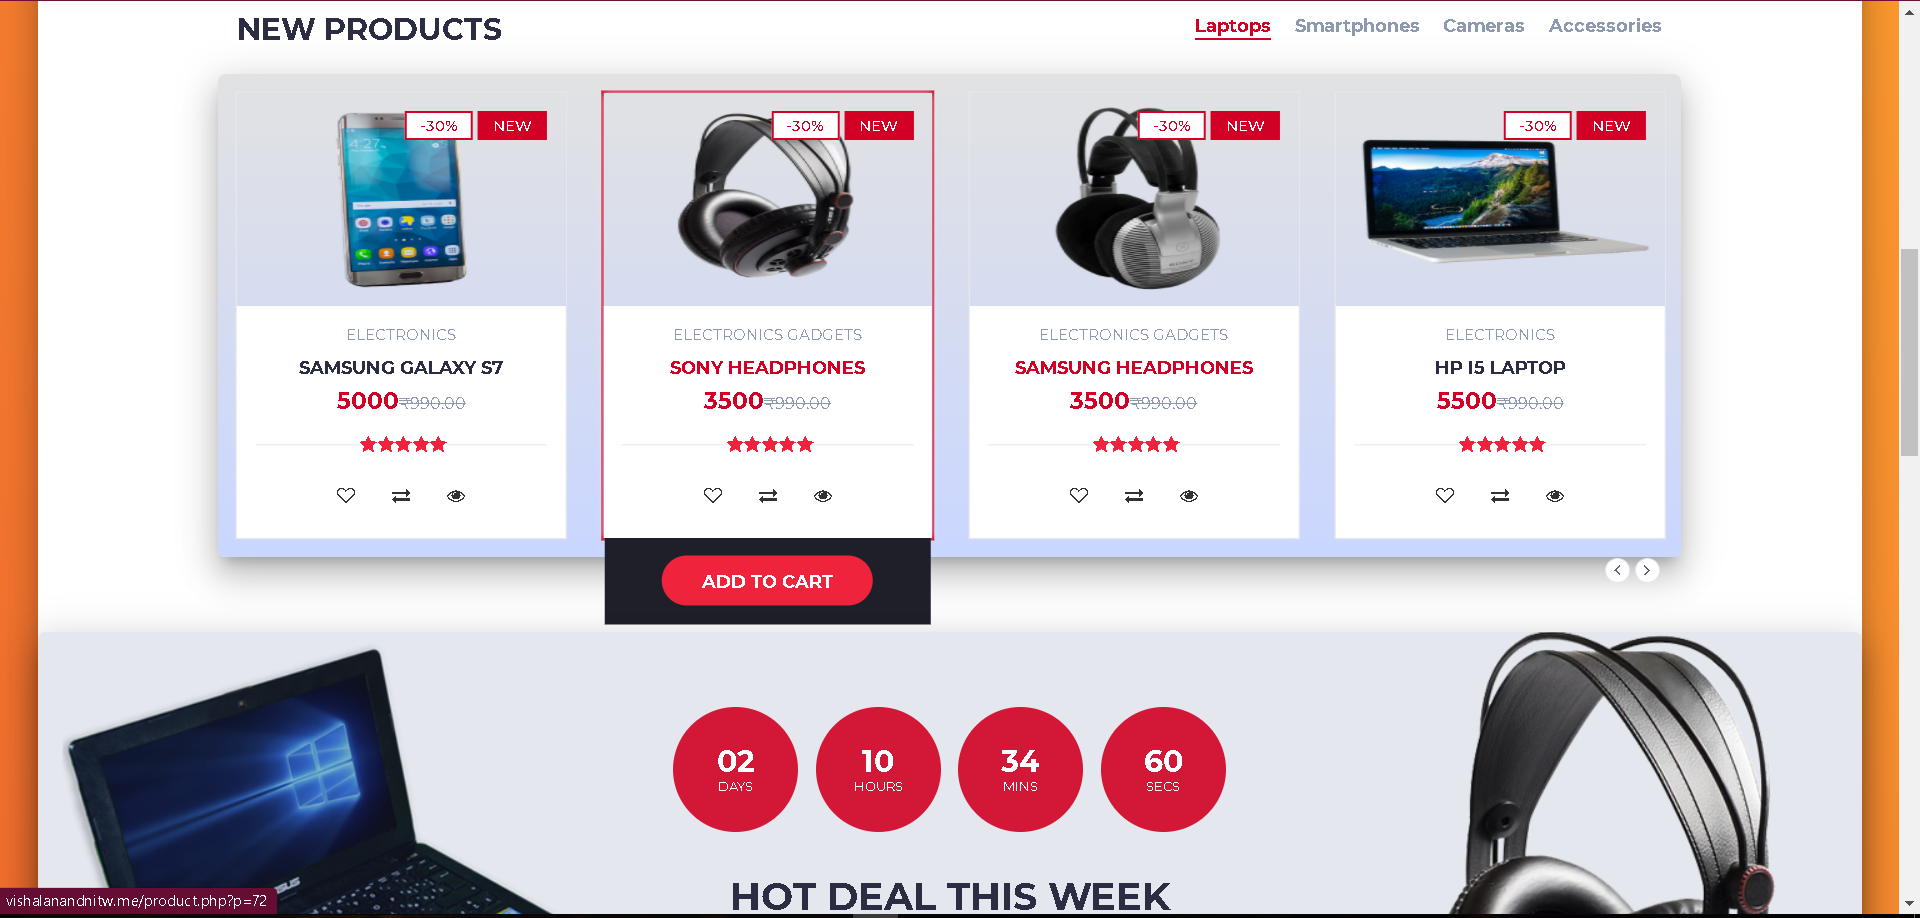 NEW PRODUCTS
Laptops Smartphones Cameras Accessories
-30% NEW
-30% NEW
-30% NEW
-30% NEW
4:27
ELECTRONICS
SAMSUNG GALAXY S7
5000₹990.00
ELECTRONICS GADGETS
SONY HEADPHONES
3500₹990.00
ELECTRONICS GADGETS
SAMSUNG HEADPHONES
3500₹990.00
ELECTRONICS
HP I5 LAPTOP
5500₹990.00
ADD TO CART
02 DAYS
10 HOURS
34 MINS
60 SECS
HOT DEAL THIS WEEK
vishalanandnitw.me/product.php?p=72